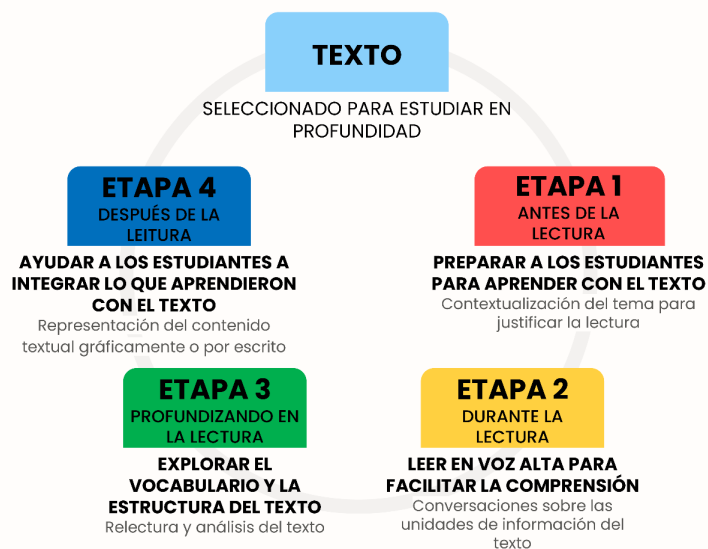 TEXTO
SELECCIONADO PARA ESTUDIAR EN
PROFUNDIDAD
ETAPA 1
ANTES DE LA
LECTURA
PREPARAR A LOS ESTUDIANTES
PARA APRENDER CON EL TEXTO
Contextualización del tema para
justificar la lectura
ETAPA 2
DURANTE LA
LECTURA
LEER EN VOZ ALTA PARA
FACILITAR LA COMPRENSIÓN
Conversaciones sobre las
unidades de información del
texto
ETAPA 3
PROFUNDIZANDO EN
LA LECTURA
EXPLORAR EL
VOCABULARIO Y LA
ESTRUCTURA DEL TEXTO
Relectura y análisis del texto
ETAPA 4
DESPUÉS DE LA
LEITURA
AYUDAR A LOS ESTUDIANTES A
INTEGRAR LO QUE APRENDIERON
CON EL TEXTO
Representación del contenido
textual gráficamente o por escrito